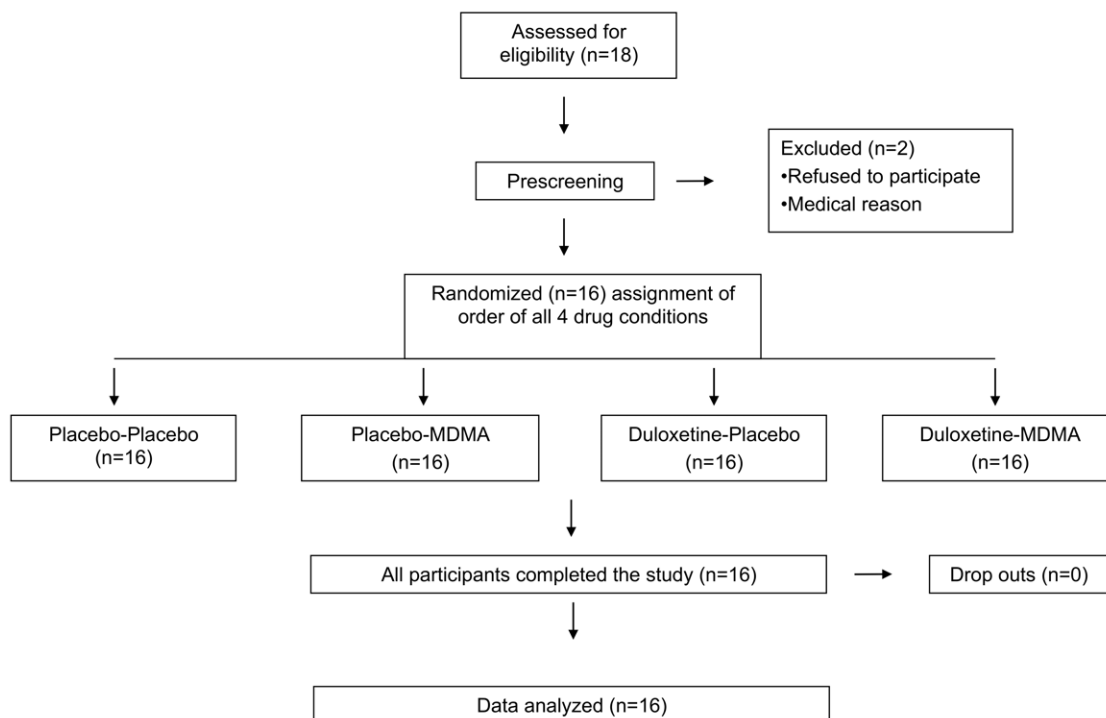 Assessed for
eligibility (n=18)
Prescreening
Excluded (n=2)
•Refused to participate
•Medical reason
Randomized (n=16) assignment of
order of all 4 drug conditions
Placebo-Placebo
(n=16)
Placebo-MDMA
(n=16)
Duloxetine-Placebo
(n=16)
Duloxetine-MDMA
(n=16)
All participants completed the study (n=16)
Drop outs (n=0)
Data analyzed (n=16)